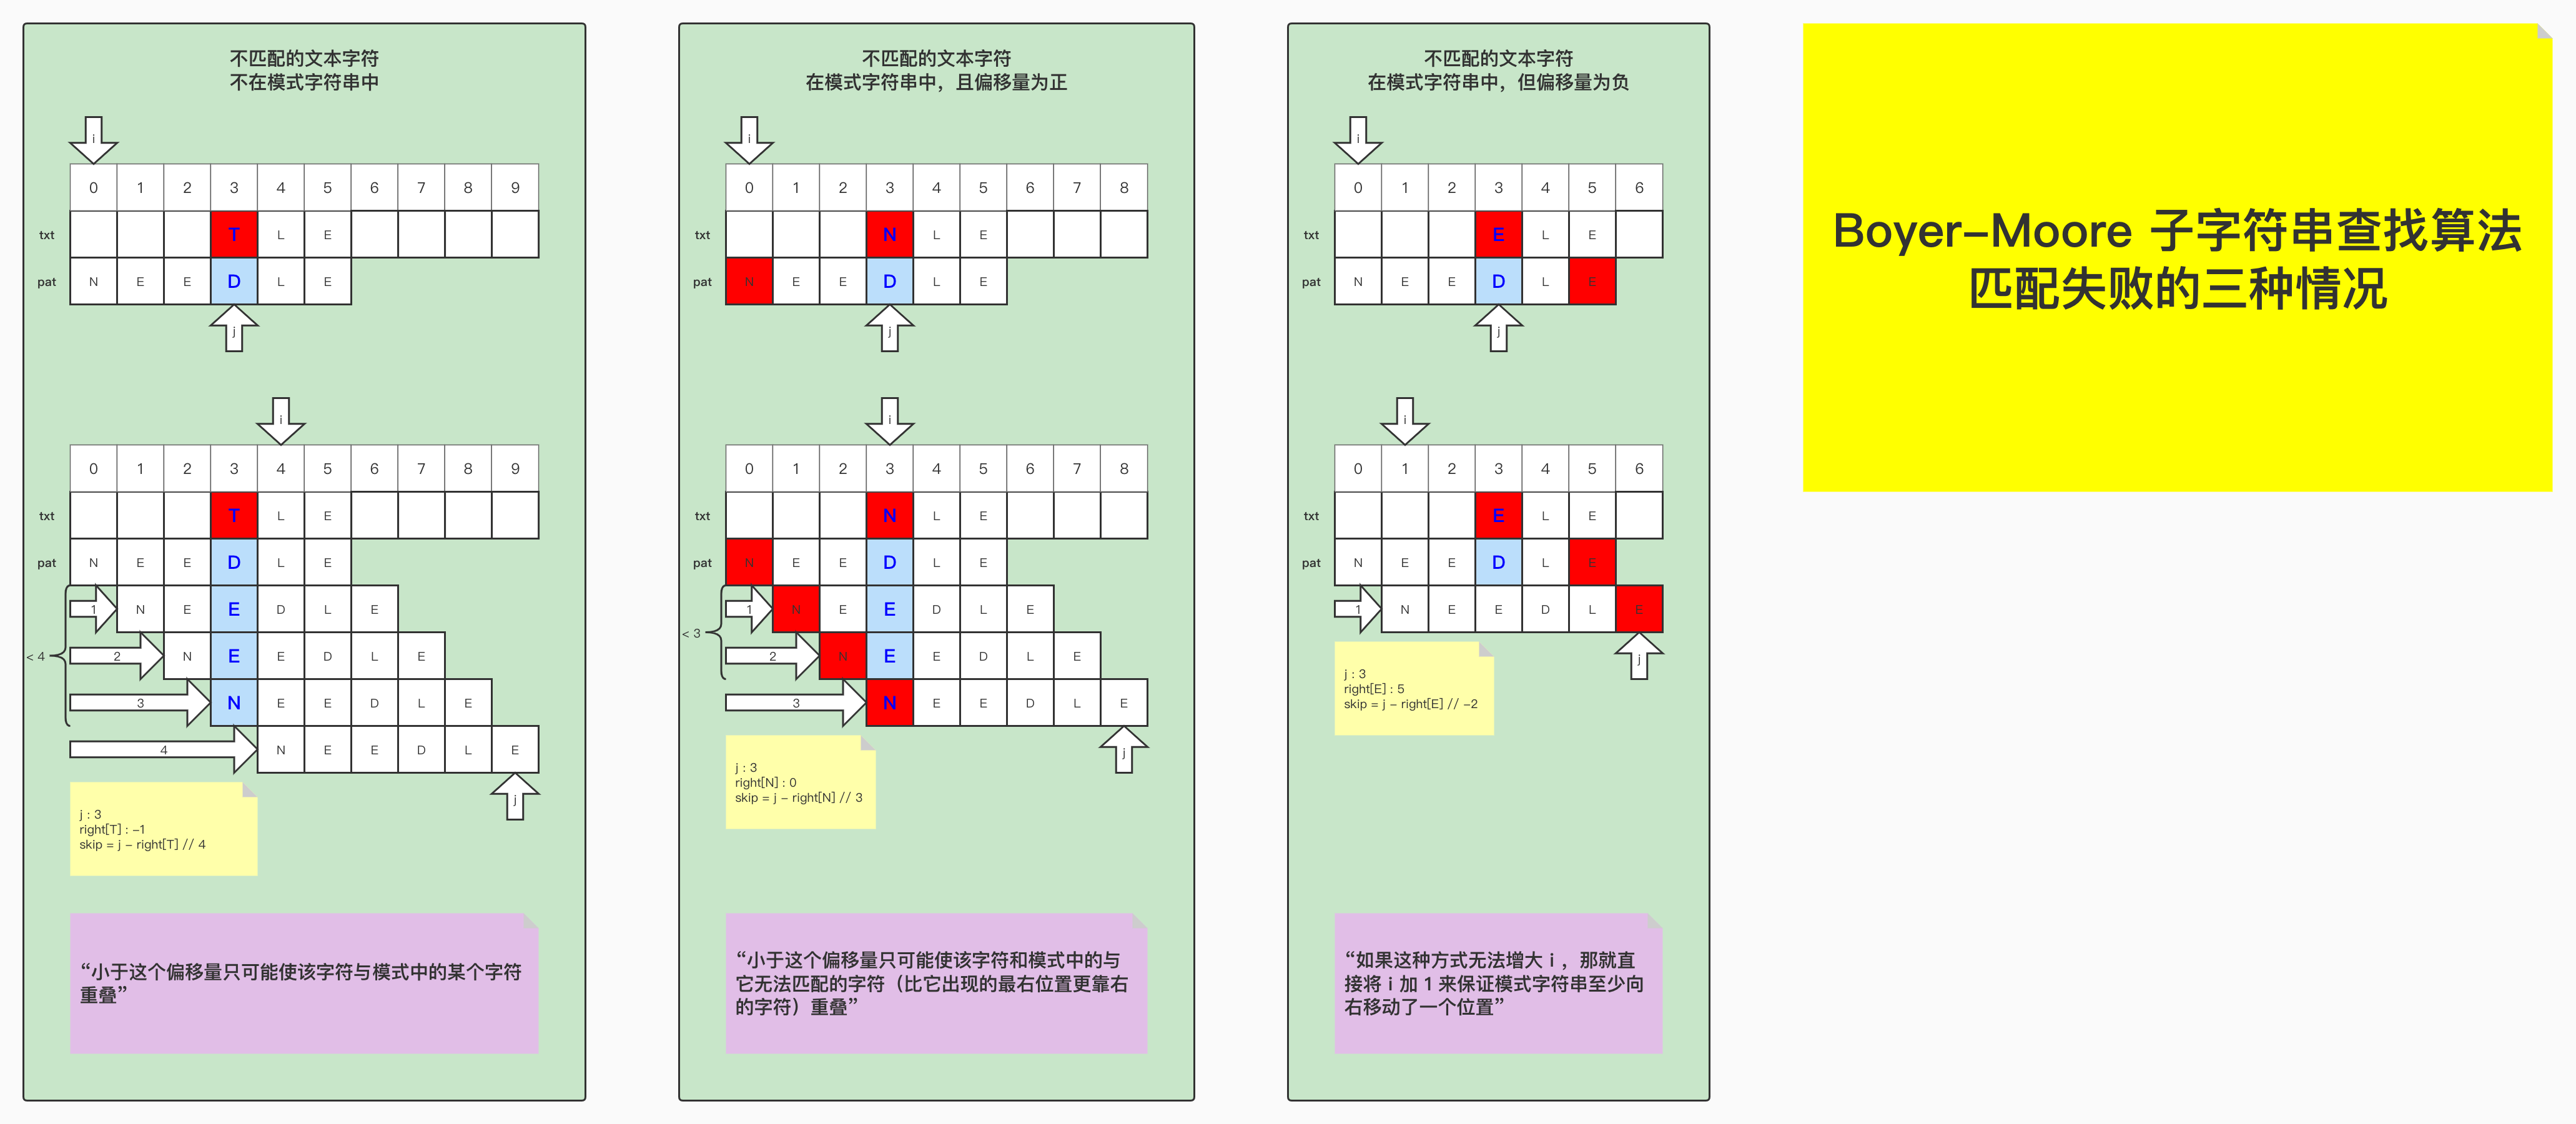 不匹配的文本字符
不在模式字符串中
i
0 1 2 3 4 5 6 7 8 9
txt T L E
pat N E E D L E
j
i
0 1 2 3 4 5 6 7 8 9
txt T L E
pat N E E D L E
1 N E E D L E
< 4 2 N E E D L E
3 N E E D L E
4 N E E D L E
j
j : 3
right[T] : -1
skip = j - right[T] // 4
“小于这个偏移量只可能使该字符与模式中的某个字符
重叠”
不匹配的文本字符
在模式字符串中，且偏移量为正
i
0 1 2 3 4 5 6 7 8
txt N L E
pat N E E D L E
j
i
0 1 2 3 4 5 6 7 8
txt N L E
pat N E E D L E
1 N E E D L E
< 3
2 N E E D L E
3 N E E D L E
j
j : 3
right[N] : 0
skip = j - right[N] // 3
“小于这个偏移量只可能使该字符和模式中的与
它无法匹配的字符（比它出现的最右位置更靠右
的字符）重叠”
不匹配的文本字符
在模式字符串中，但偏移量为负
i
0 1 2 3 4 5 6
txt E L E
pat N E E D L E
j
i
0 1 2 3 4 5 6
txt E L E
pat N E E D L E
1 N E E D L E
j
j : 3
right[E] : 5
skip = j - right[E] // -2
“如果这种方式无法增大 i ，那就直
接将 i 加 1 来保证模式字符串至少向
右移动了一个位置”
Boyer-Moore 子字符串查找算法
匹配失败的三种情况